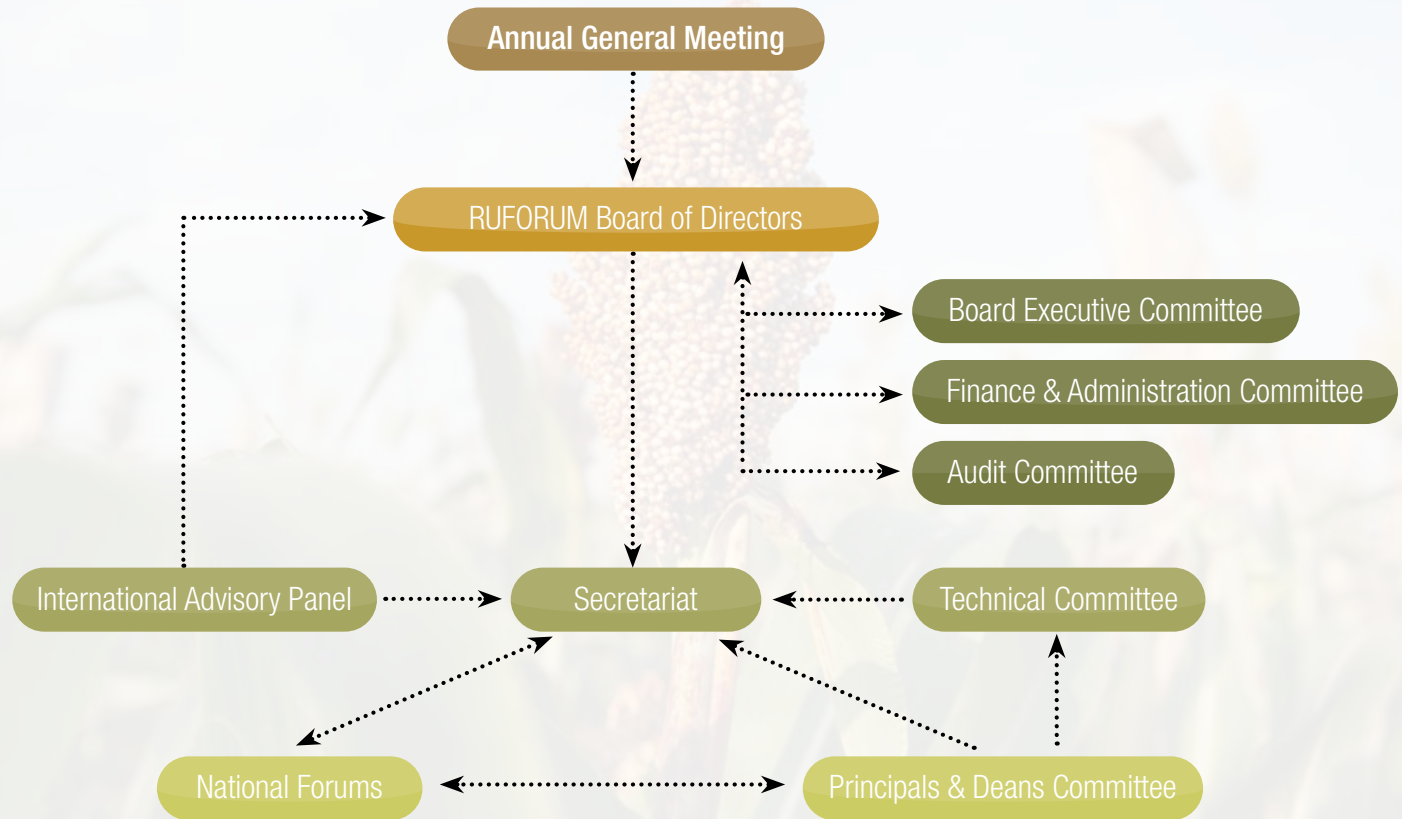 Annual General Meeting
RUFORUM Board of Directors
Board Executive Committee
Finance & Administration Committee
Audit Committee
International Advisory Panel
Secretariat
Technical Committee
National Forums
Principals & Deans Committee